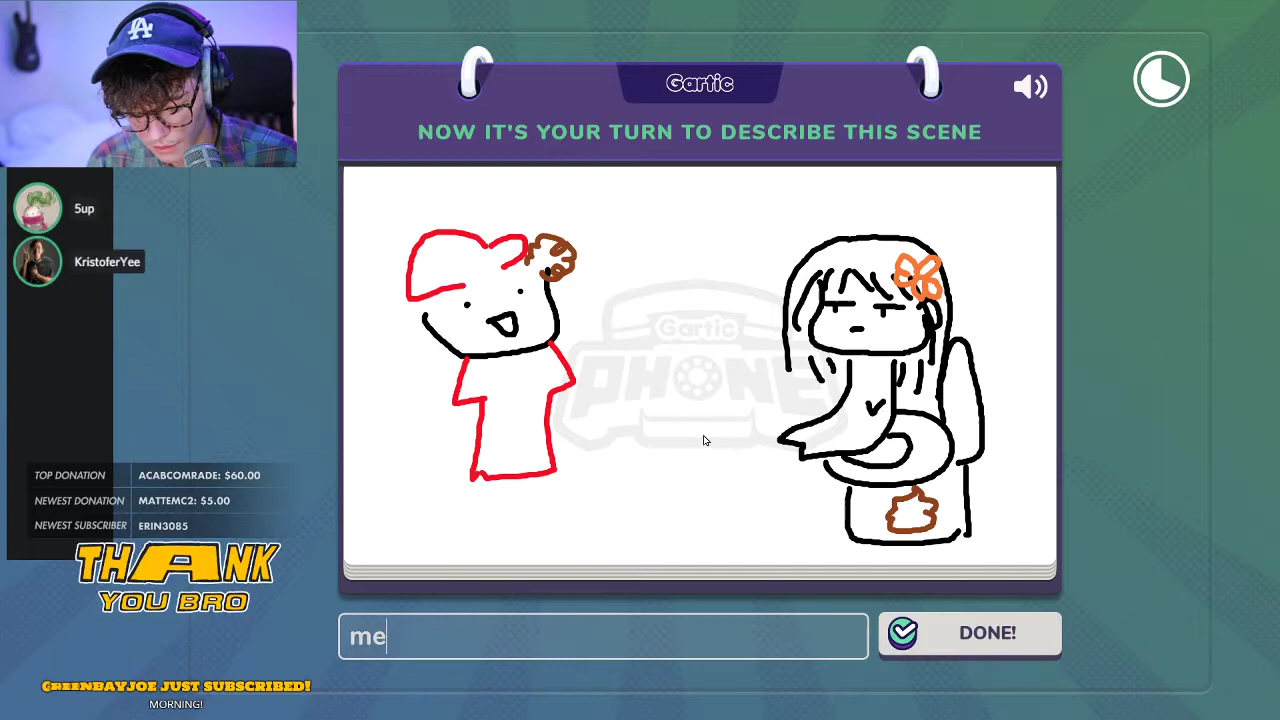 Gartic
NOW IT'S YOUR TURN TO DESCRIBE THIS SCENE
5up
KristoferYee
Gartic
PHONE
TOP DONATION ACABCOMRADE: $60.00
NEWEST DONATION MATTEMC2: $5.00
NEWEST SUBSCRIBER ERIN3085
THANK
YOU BRO
me
DONE!
GREENBAYJOE JUST SUBSCRIBED!
MORNING!